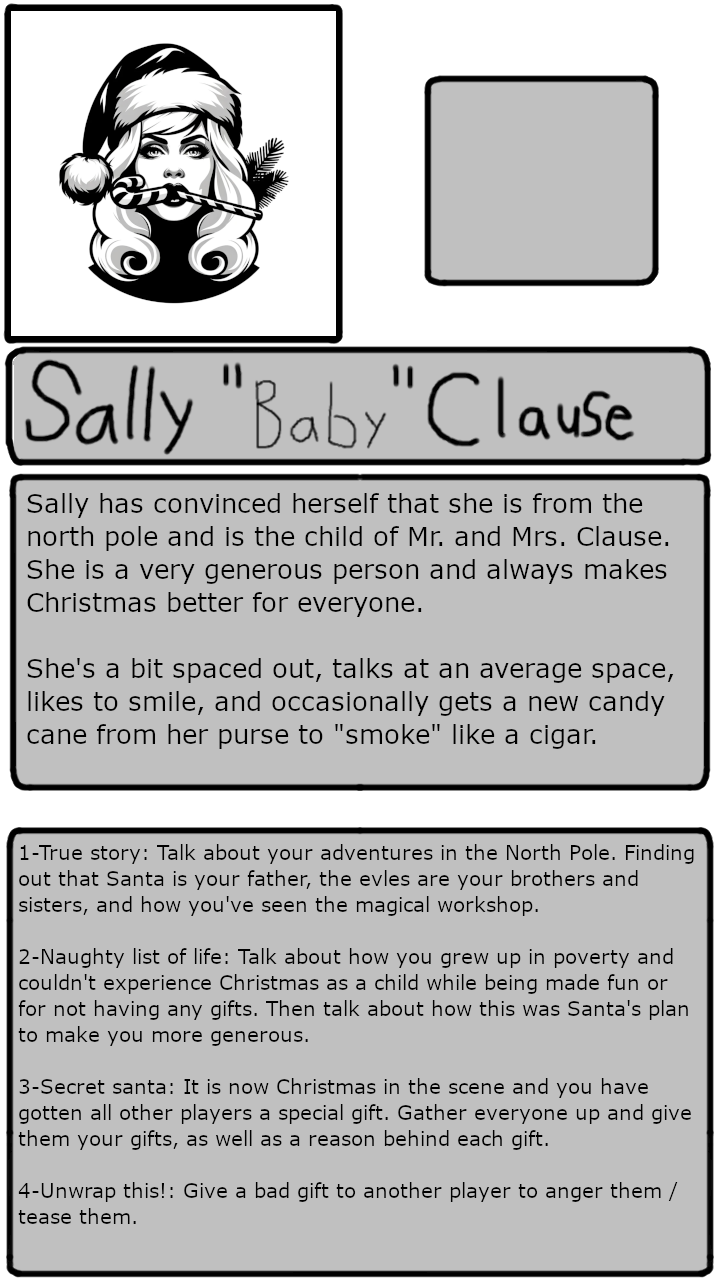 Sally "Baby" Clause
Sally has convinced herself that she is from the
north pole and is the child of Mr. and Mrs. Clause.
She is a very generous person and always makes
Christmas better for everyone.
She's a bit spaced out, talks at an average space,
likes to smile, and occasionally gets a new candy
cane from her purse to "smoke" like a cigar.
1-True story: Talk about your adventures in the North Pole. Finding
out that Santa is your father, the evles are your brothers and
sisters, and how you've seen the magical workshop.
2-Naughty list of life: Talk about how you grew up in poverty and
couldn't experience Christmas as a child while being made fun or
for not having any gifts. Then talk about how this was Santa's plan
to make you more generous.
3-Secret santa: It is now Christmas in the scene and you have
gotten all other players a special gift. Gather everyone up and give
them your gifts, as well as a reason behind each gift.
4-Unwrap this!: Give a bad gift to another player to anger them /
tease them.